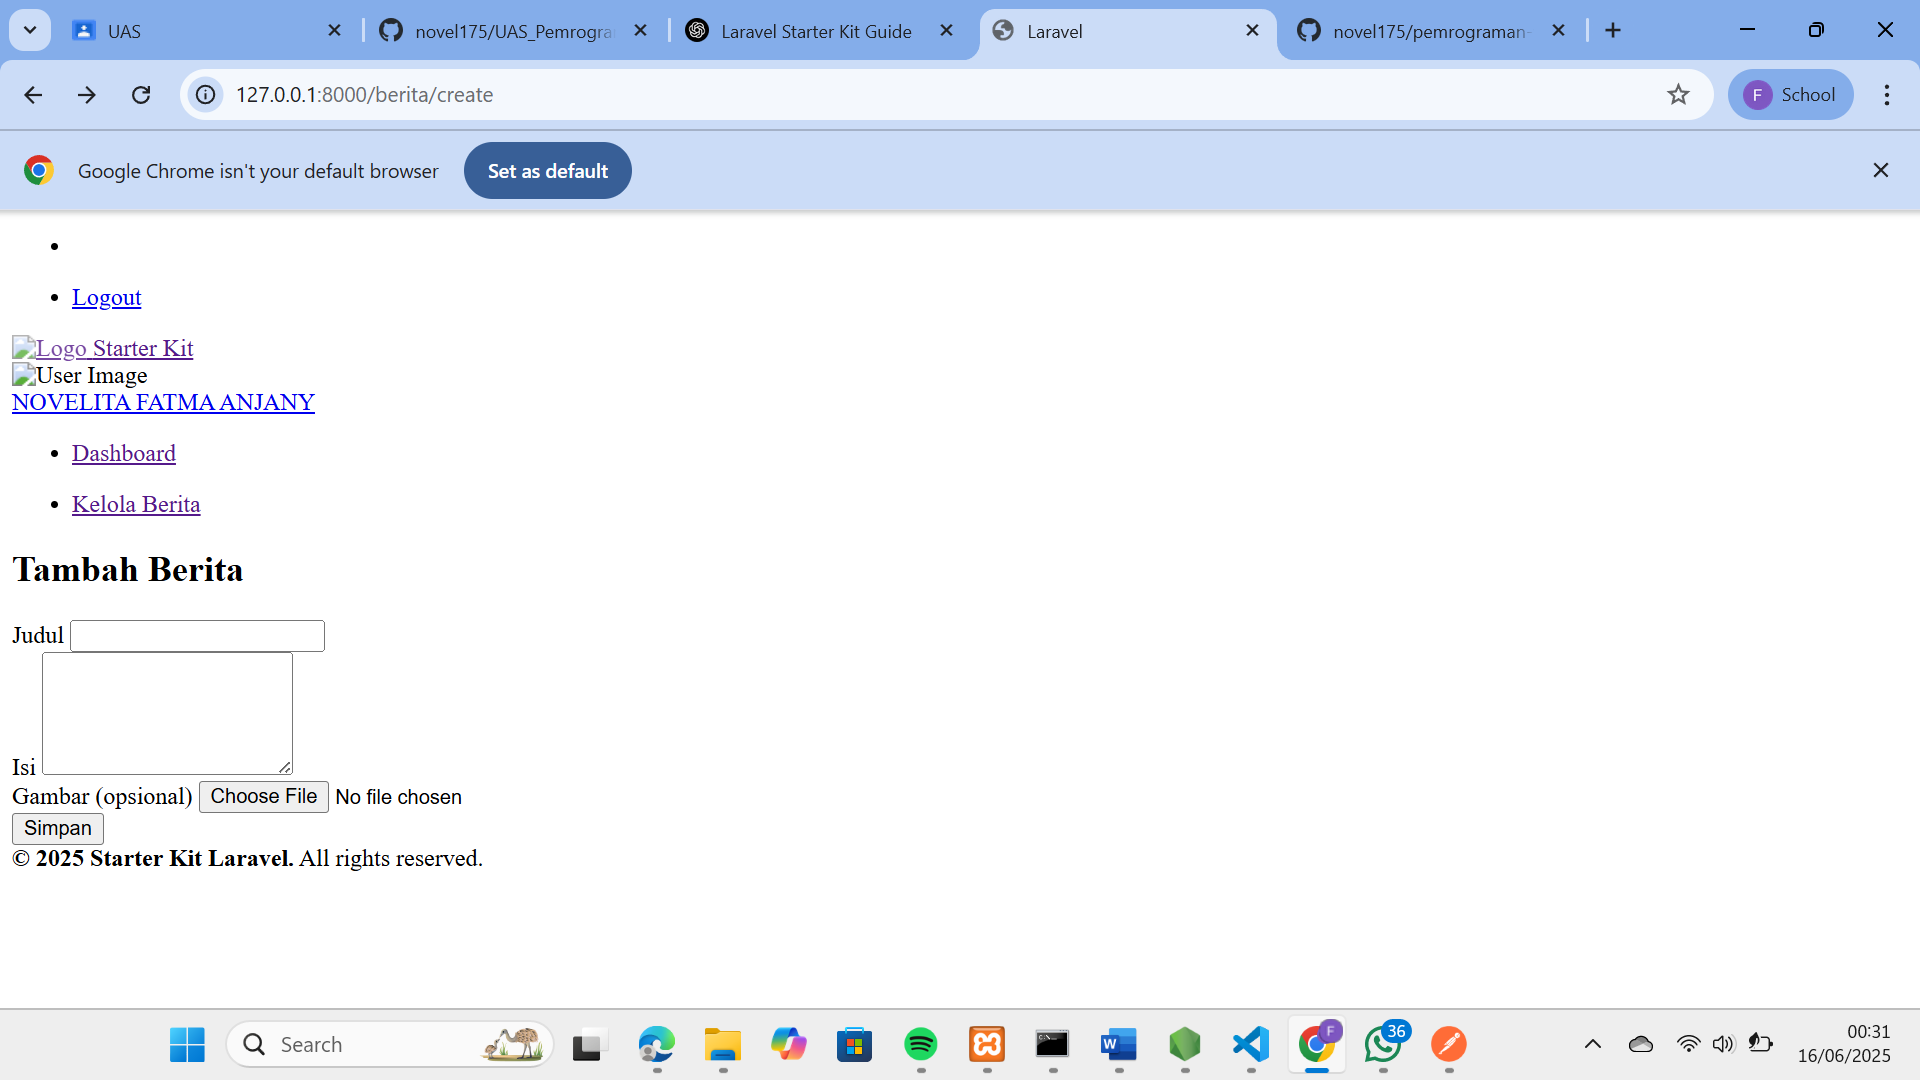 UAS
novel175/UAS_Pemrogra
Laravel Starter Kit Guide
Laravel
novel175/pemrograman-
127.0.0.1:8000/berita/create
F School
Google Chrome isn't your default browser
Set as default
Logout
Logo Starter Kit
User Image
NOVELITA FATMA ANJANY
Dashboard
Kelola Berita
Tambah Berita
Judul
Isi
Gambar (opsional) Choose File No file chosen
Simpan
© 2025 Starter Kit Laravel. All rights reserved.
Search
W
F
36
00:31
16/06/2025